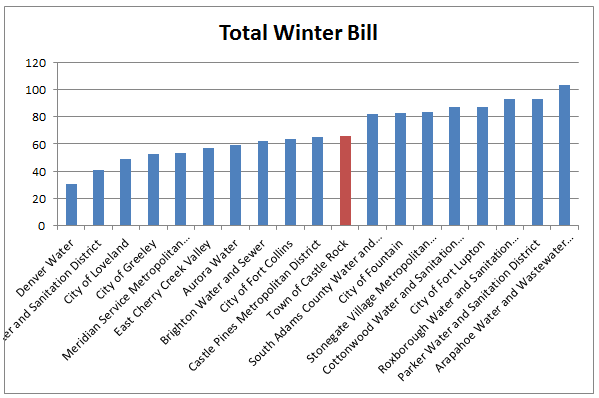 Total Winter Bill
120
100
80
60
40
20
0
Denver Water
and Sanitation District
City of Loveland
City of Greeley
Meridian Service Metropolitan...
East Cherry Creek Valley
Aurora Water
Brighton Water and Sewer
City of Fort Collins
Castle Pines Metropolitan District
Town of Castle Rock
South Adams County Water and...
City of Fountain
Stonegate Village Metropolitan...
Cottonwood Water and Sanitation...
City of Fort Lupton
Roxborough Water and Sanitation...
Parker Water and Sanitation District
Arapahoe Water and Wastewater...